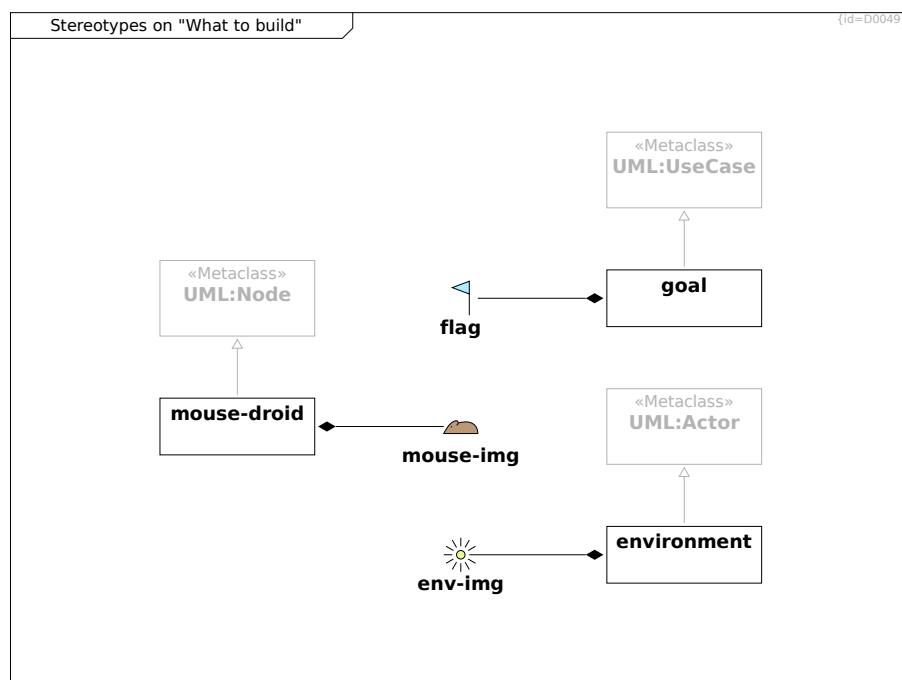 Stereotypes on "What to build"
{id=D0049
«Metaclass»
UML:UseCase
goal
flag
«Metaclass»
UML:Node
mouse-droid
mouse-img
«Metaclass»
UML:Actor
environment
env-img